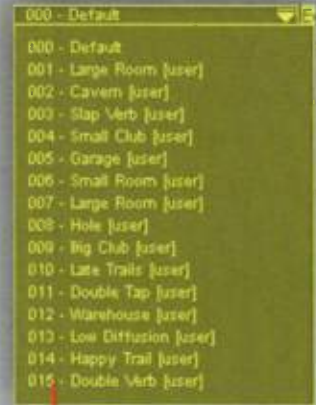 000 - Default
000 - Default
001 - Large Room [user]
002 - Cavern [user]
003 - Slap Verb [user]
004 - Small Club [user]
005 - Garage [user]
006 - Small Room [user]
007 - Large Room [user]
008 - Hole [user]
009 - Big Club [user]
010 - Late Trails [user]
011 - Double Tap [user]
012 - Warehouse [user]
013 - Low Diffusion [user]
014 - Happy Trail [user]
015 - Double Verb [user]